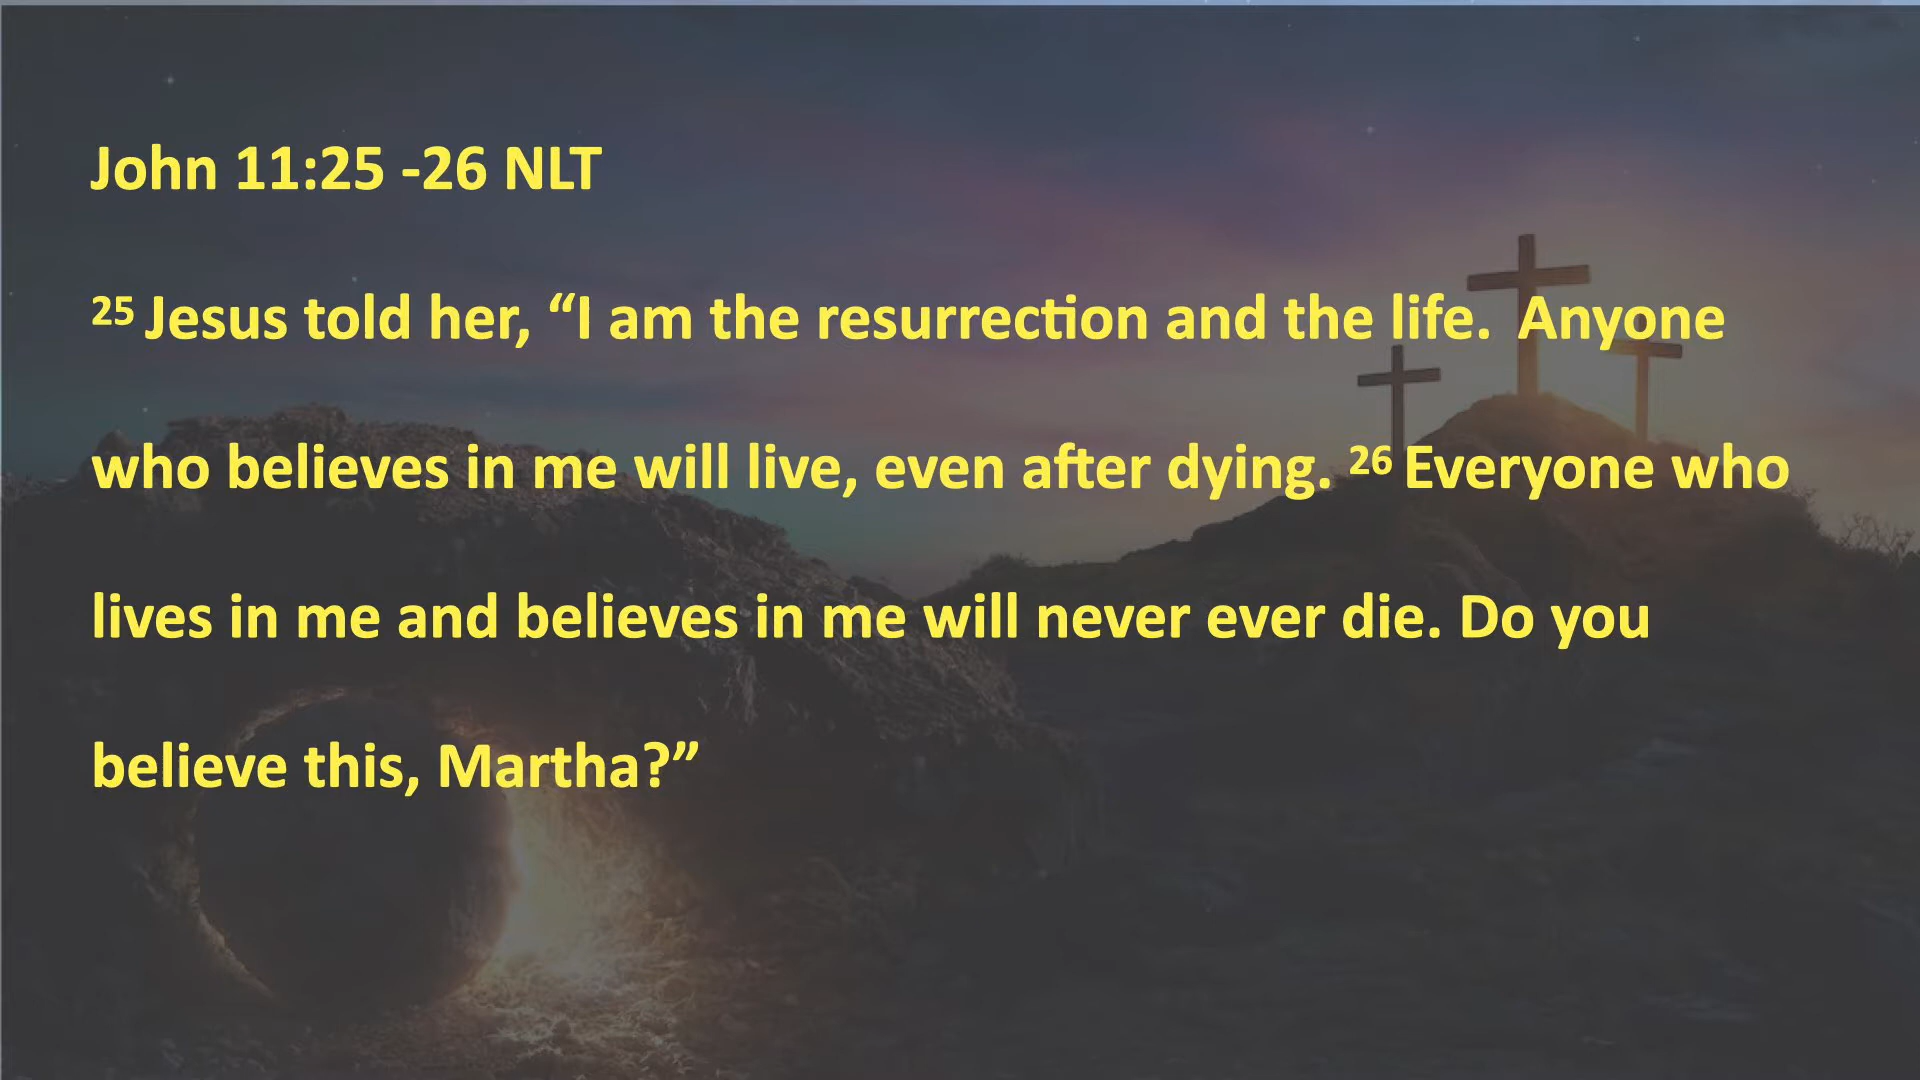 John 11:25 -26 NLT
25 Jesus told her, “I am the resurrection and the life.  Anyone
who believes in me will live, even after dying. 26 Everyone who
lives in me and believes in me will never ever die. Do you
believe this, Martha?”